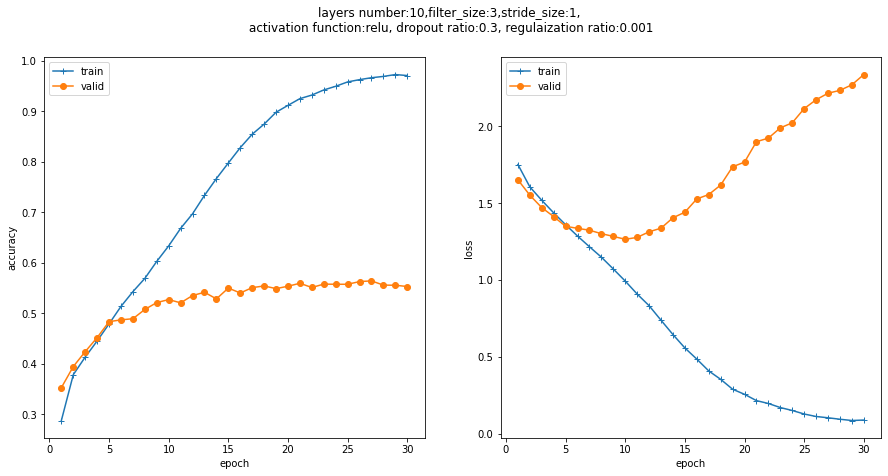 layers number:10,filter_size:3,stride_size:1,
activation function:relu, dropout ratio:0.3, regulaization ratio:0.001
train
valid
1.0
0.9
0.8
0.7
0.6
0.5
0.4
0.3
accuracy
0
5
10
15
20
25
30
epoch
train
valid
2.0
1.5
1.0
0.5
0.0
loss
0
5
10
15
20
25
30
epoch